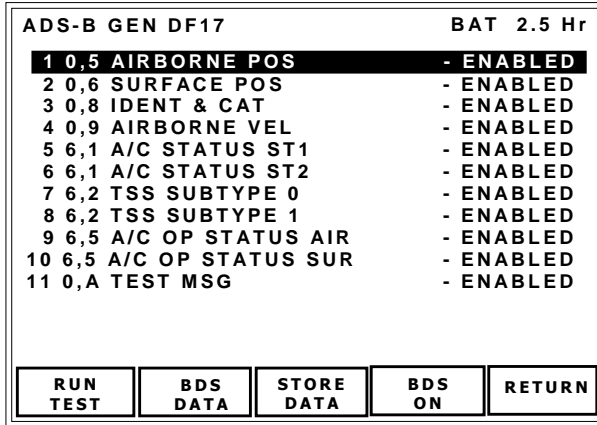 ADS-B GEN DF17 BAT 2.5 Hr
1 0,5 AIRBORNE POS - ENABLED
2 0,6 SURFACE POS - ENABLED
3 0,8 IDENT & CAT - ENABLED
4 0,9 AIRBORNE VEL - ENABLED
5 6,1 A/C STATUS ST1 - ENABLED
6 6,1 A/C STATUS ST2 - ENABLED
7 6,2 TSS SUBTYPE 0 - ENABLED
8 6,2 TSS SUBTYPE 1 - ENABLED
9 6,5 A/C OP STATUS AIR - ENABLED
10 6,5 A/C OP STATUS SUR - ENABLED
11 0,A TEST MSG - ENABLED
RUN
TEST
BDS
DATA
STORE
DATA
BDS
ON
RETURN